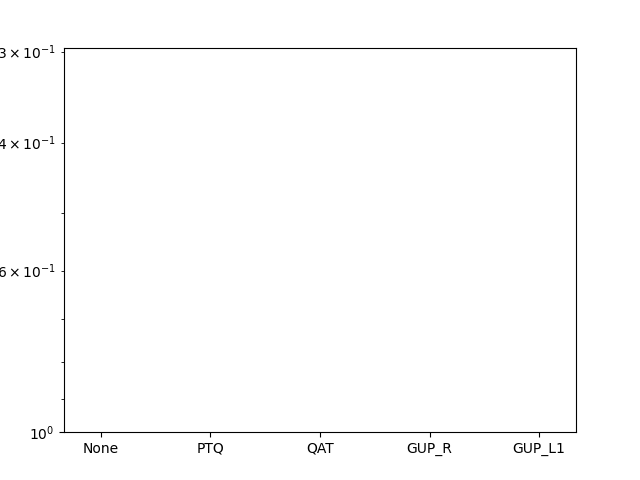 3 × 10⁻¹
4 × 10⁻¹
6 × 10⁻¹
10⁰
None PTQ QAT GUP_R GUP_L1